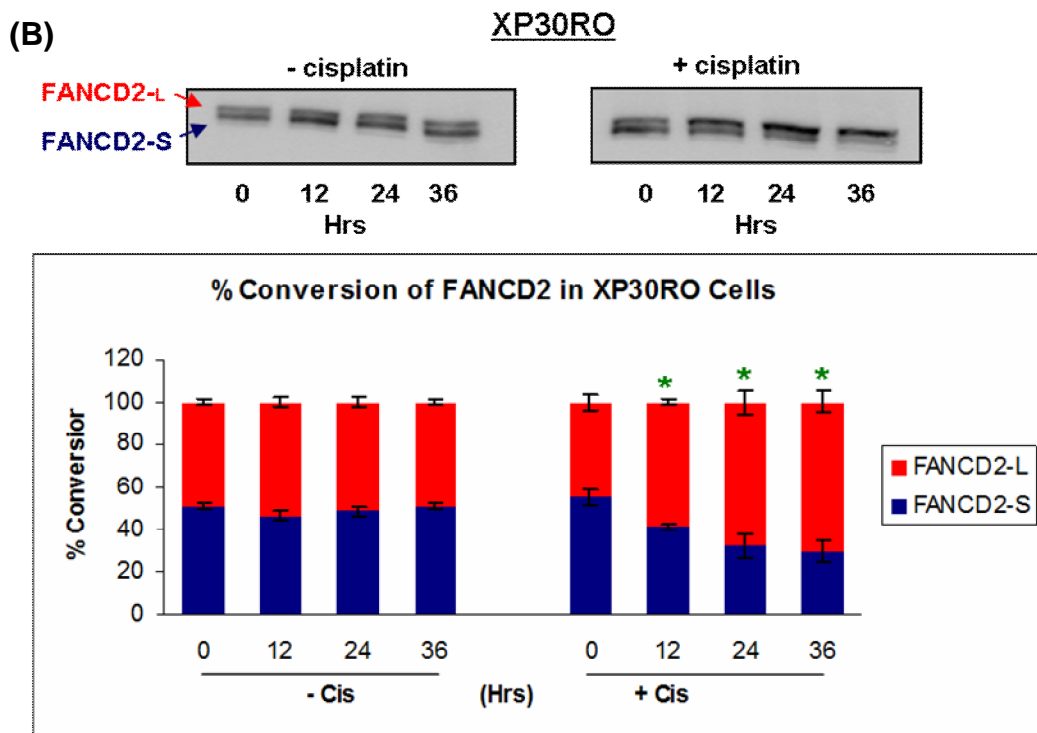 (B)
XP30RO
- cisplatin
+ cisplatin
FANCD2-L
FANCD2-S
0 12 24 36
Hrs
0 12 24 36
Hrs
% Conversion of FANCD2 in XP30RO Cells
% Conversior
120
100
80
60
40
20
0
* * *
0 12 24 36 0 12 24 36
- Cis (Hrs) + Cis
FANCD2-L
FANCD2-S